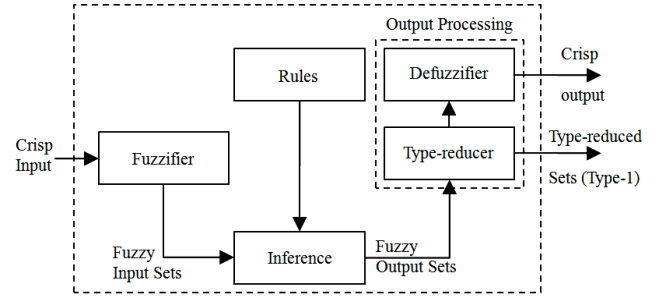 Output Processing
Defuzzifier
Crisp
output
Rules
Crisp
Input
Fuzzifier
Type-reducer
Type-reduced
Sets (Type-1)
Fuzzy
Input Sets
Inference
Fuzzy
Output Sets